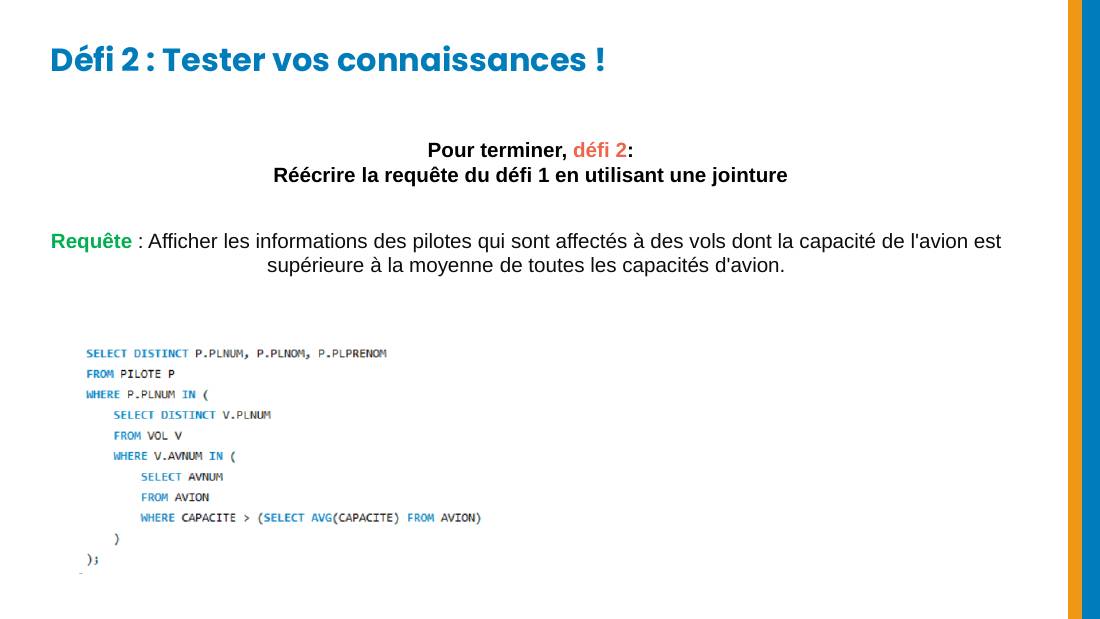 Défi 2 : Tester vos connaissances !
Pour terminer, défi 2:
Réécrire la requête du défi 1 en utilisant une jointure
Requête : Afficher les informations des pilotes qui sont affectés à des vols dont la capacité de l'avion est
supérieure à la moyenne de toutes les capacités d'avion.
SELECT DISTINCT P.PLNUM, P.PLNOM, P.PLPRENOM
FROM PILOTE P
WHERE P.PLNUM IN (
SELECT DISTINCT V.PLNUM
FROM VOL V
WHERE V.AVNUM IN (
SELECT AVNUM
FROM AVION
WHERE CAPACITE > (SELECT AVG(CAPACITE) FROM AVION)
)
);